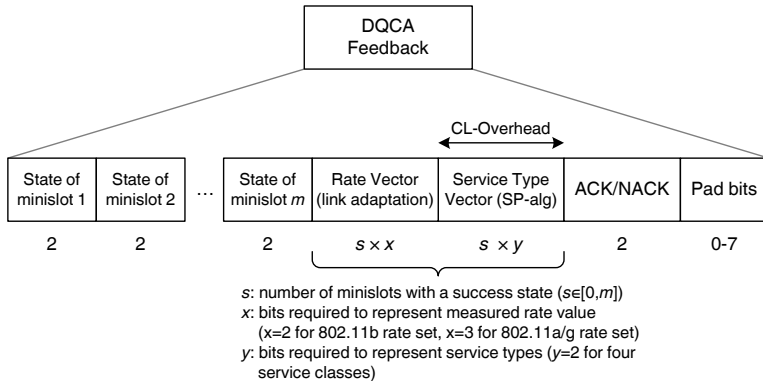 DQCA
Feedback
CL-Overhead
State of
minislot 1
State of
minislot 2
...
State of
minislot m
Rate Vector
(link adaptation)
Service Type
Vector (SP-alg)
ACK/NACK
Pad bits
2
2
2
s × x
s × y
2
0-7
s: number of minislots with a success state (s∈[0,m])
x: bits required to represent measured rate value
(x=2 for 802.11b rate set, x=3 for 802.11a/g rate set)
y: bits required to represent service types (y=2 for four
service classes)